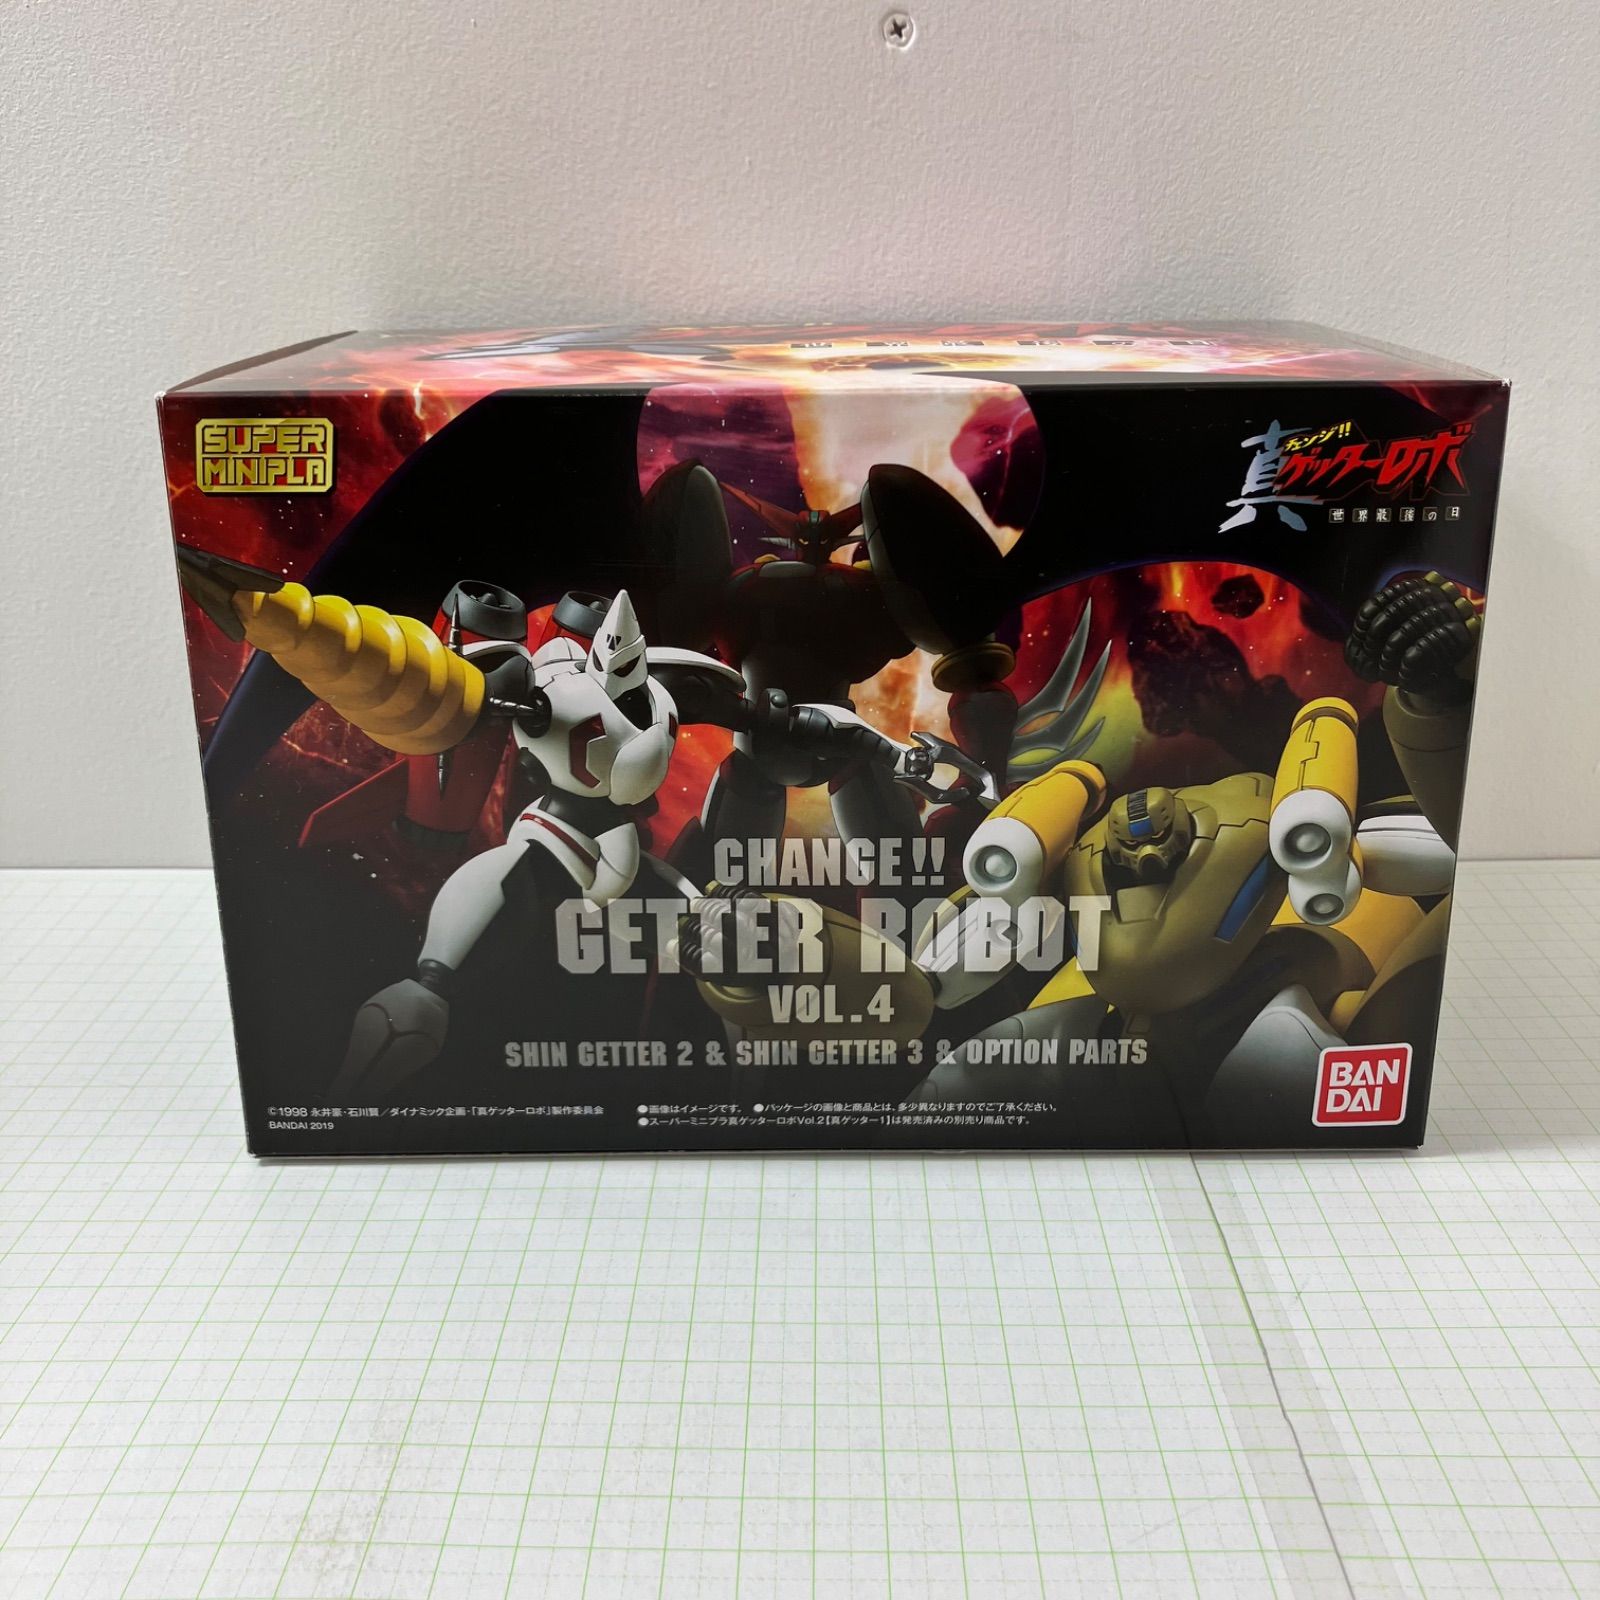 SUPER
MINIPLA
チェンジ!!
真ゲッターロボ
世界最後の日
CHANGE!!
GETTER ROBOT
VOL.4
SHIN GETTER 2 & SHIN GETTER 3 & OPTION PARTS
BAN
DAI
©1998 永井豪・石川賢/ダイナミック企画・「真ゲッターロボ」製作委員会
BANDAI 2019
●画像はイメージです。 ●パッケージの画像と商品とは、多少異なりますのでご了承ください。
●スーパーミニプラ真ゲッターロボVol.2【真ゲッター1】は発売済みの別売り商品です。